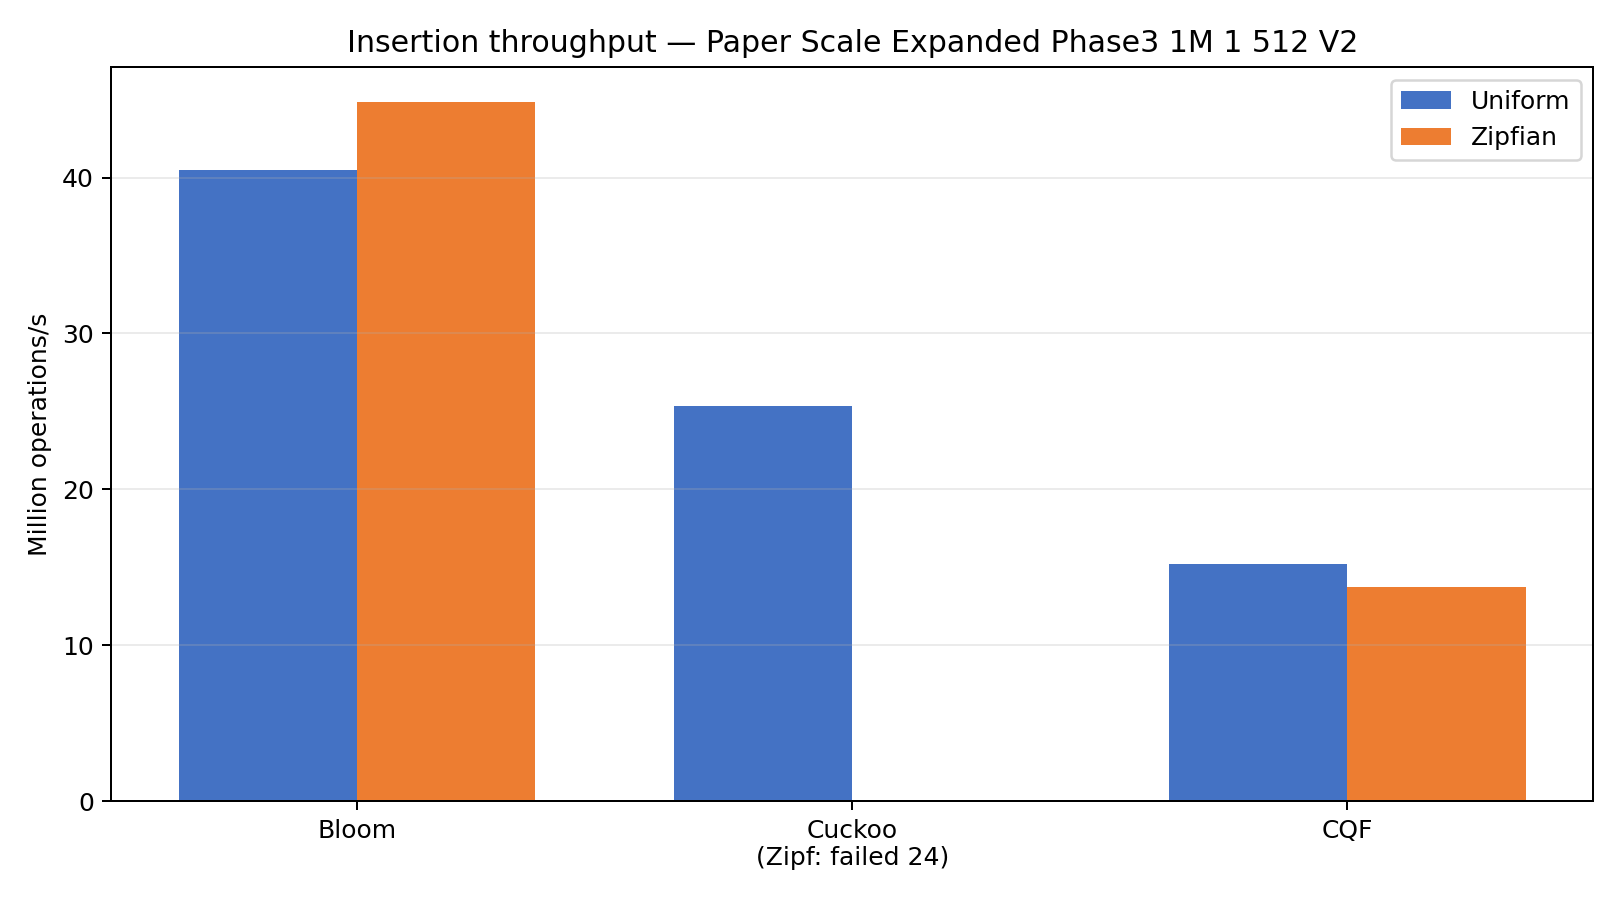 Insertion throughput — Paper Scale Expanded Phase3 1M 1 512 V2
Uniform
Zipfian
Million operations/s
40
30
20
10
0
Bloom
Cuckoo
(Zipf: failed 24)
CQF